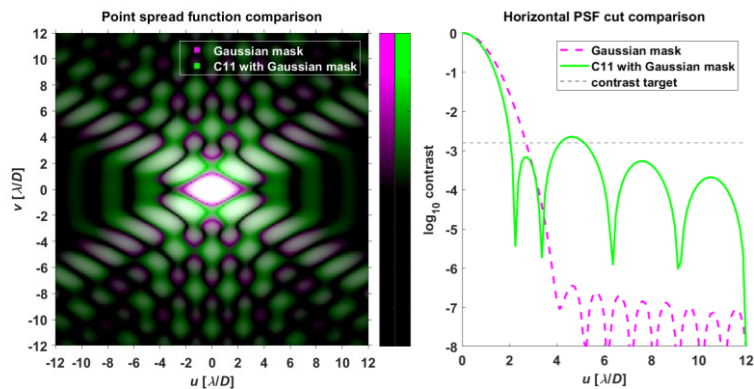 Point spread function comparison
Gaussian mask
C11 with Gaussian mask
12
10
8
6
4
2
0
-2
-4
-6
-8
-10
-12
v [λ/D]
-12 -10 -8 -6 -4 -2 0 2 4 6 8 10 12
u [λ/D]
Horizontal PSF cut comparison
Gaussian mask
C11 with Gaussian mask
contrast target
0
-1
-2
-3
-4
-5
-6
-7
-8
log10 contrast
0 2 4 6 8 10 12
u [λ/D]